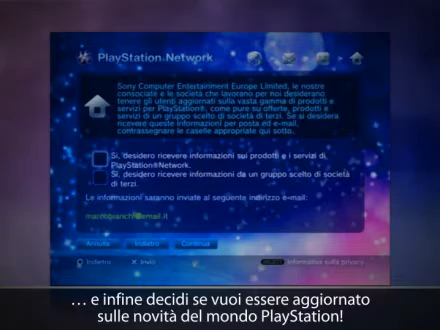 PlayStation®Network
Sony Computer Entertainment Europe Limited, le nostre
consociate e le società che lavorano per noi desiderano
tenere gli utenti aggiornati sulla vasta gamma di prodotti e
servizi per PlayStation®, come pure su offerte, prodotti e
servizi di un gruppo scelto di società di terzi. Se si desidera
ricevere queste informazioni per posta ed e-mail,
contrassegnare le caselle appropriate qui sotto.
Sì, desidero ricevere informazioni sui prodotti e i servizi di
PlayStation®Network.
Sì, desidero ricevere informazioni da un gruppo scelto di società
di terzi.
Le informazioni saranno inviate al seguente indirizzo e-mail:
mariobianchi@email.it
Annulla Indietro Continua
Indietro Invio SELECT Informativa sulla privacy
... e infine decidi se vuoi essere aggiornato
sulle novità del mondo PlayStation!